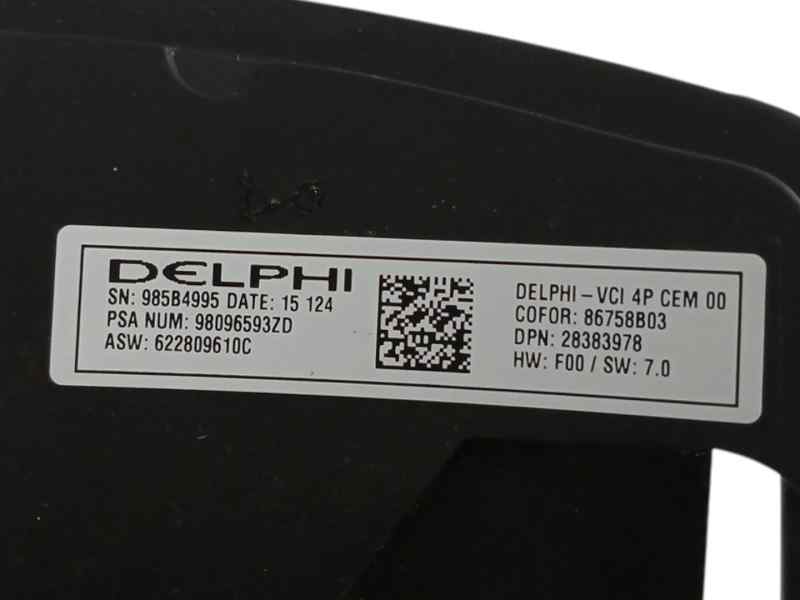 DELPHI
SN: 985B4995 DATE: 15 124
PSA NUM: 98096593ZD
ASW: 622809610C
DELPHI-VCI 4P CEM 00
COFOR: 86758B03
DPN: 28383978
HW: F00 / SW: 7.0